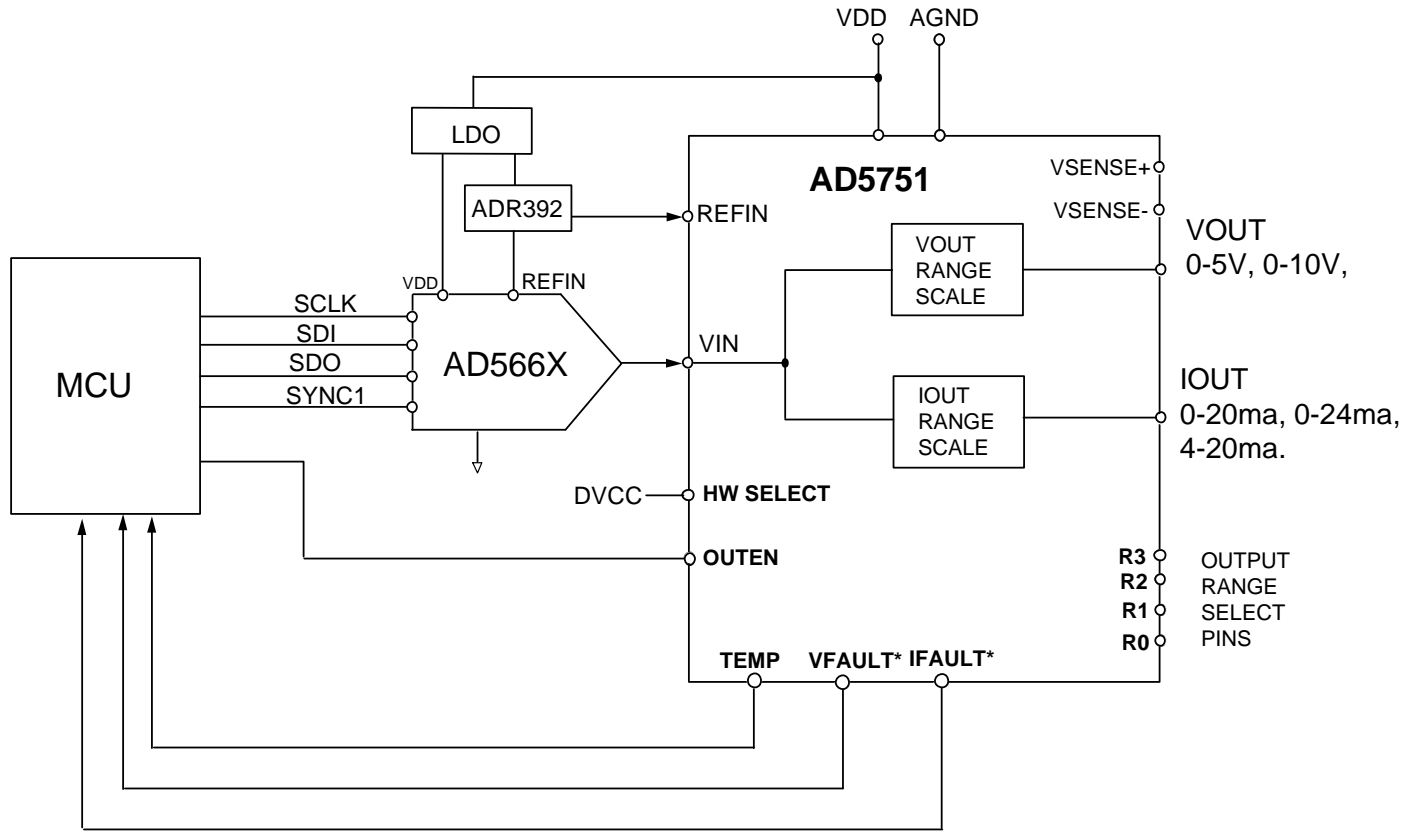 VDD AGND
LDO
AD5751
VSENSE+
ADR392
REFIN
VSENSE-
VOUT
0-5V, 0-10V,
VOUT
RANGE
SCALE
VDD
REFIN
SCLK
SDI
SDO
SYNC1
MCU
AD566X
VIN
IOUT
0-20ma, 0-24ma,
4-20ma.
IOUT
RANGE
SCALE
DVCC
HW SELECT
OUTEN
R3
R2
R1
R0
OUTPUT
RANGE
SELECT
PINS
TEMP VFAULT* IFAULT*